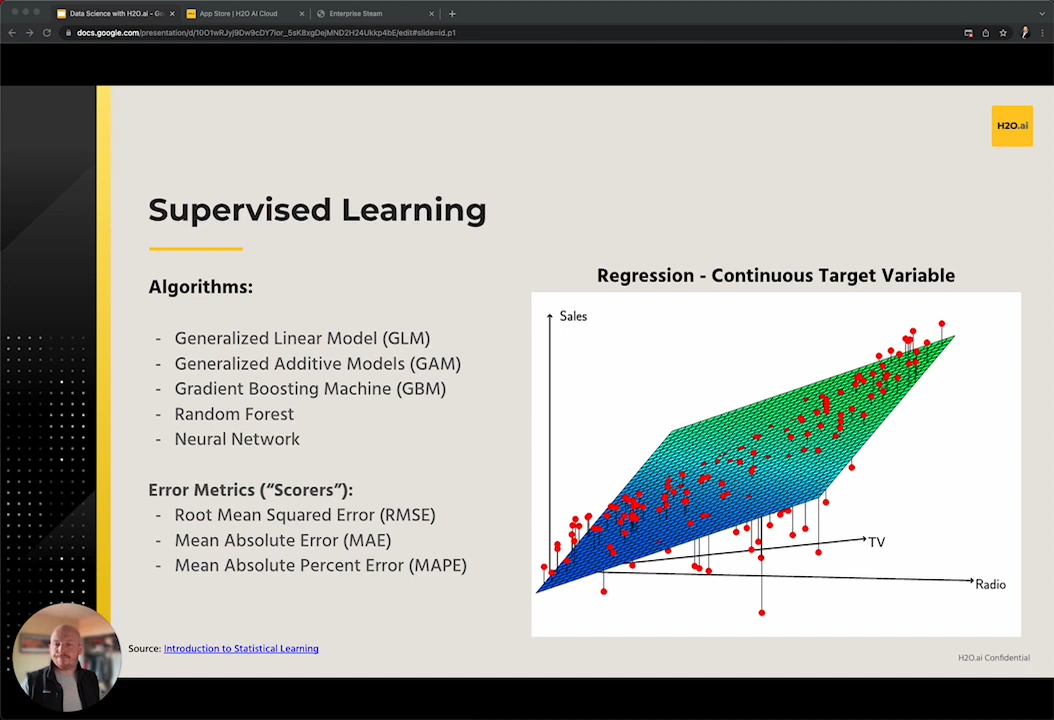 Data Science with H2O.ai - Go
App Store | H2O AI Cloud
Enterprise Steam
docs.google.com/presentation/d/10O1wRJyj9Dw9cDY7ior_5sK8xgDejMND2H24Ukkp4bE/edit#slide=id.p1
H2O.ai
Supervised Learning
Algorithms:
- Generalized Linear Model (GLM)
- Generalized Additive Models (GAM)
- Gradient Boosting Machine (GBM)
- Random Forest
- Neural Network
Error Metrics (“Scorers”):
- Root Mean Squared Error (RMSE)
- Mean Absolute Error (MAE)
- Mean Absolute Percent Error (MAPE)
Regression - Continuous Target Variable
Sales
TV
Radio
Source: Introduction to Statistical Learning
H2O.ai Confidential